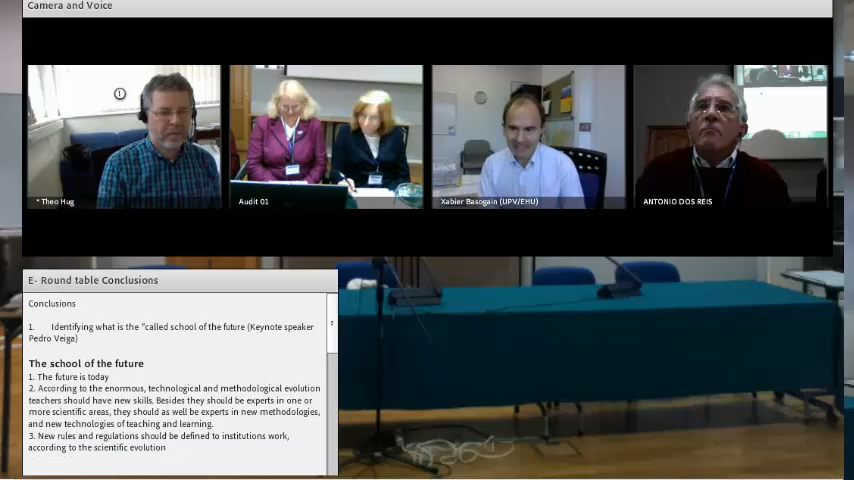 Camera and Voice
* Theo Hug
Audit 01
Xabier Basogain (UPV/EHU)
ANTONIO DOS REIS
E- Round table Conclusions
Conclusions
1. Identifying what is the "called school of the future (Keynote speaker
Pedro Veiga)
The school of the future
1. The future is today
2. According to the enormous, technological and methodological evolution
teachers should have new skills. Besides they should be experts in one or
more scientific areas, they should as well be experts in new methodologies,
and new technologies of teaching and learning.
3. New rules and regulations should be defined to institutions work,
according to the scientific evolution